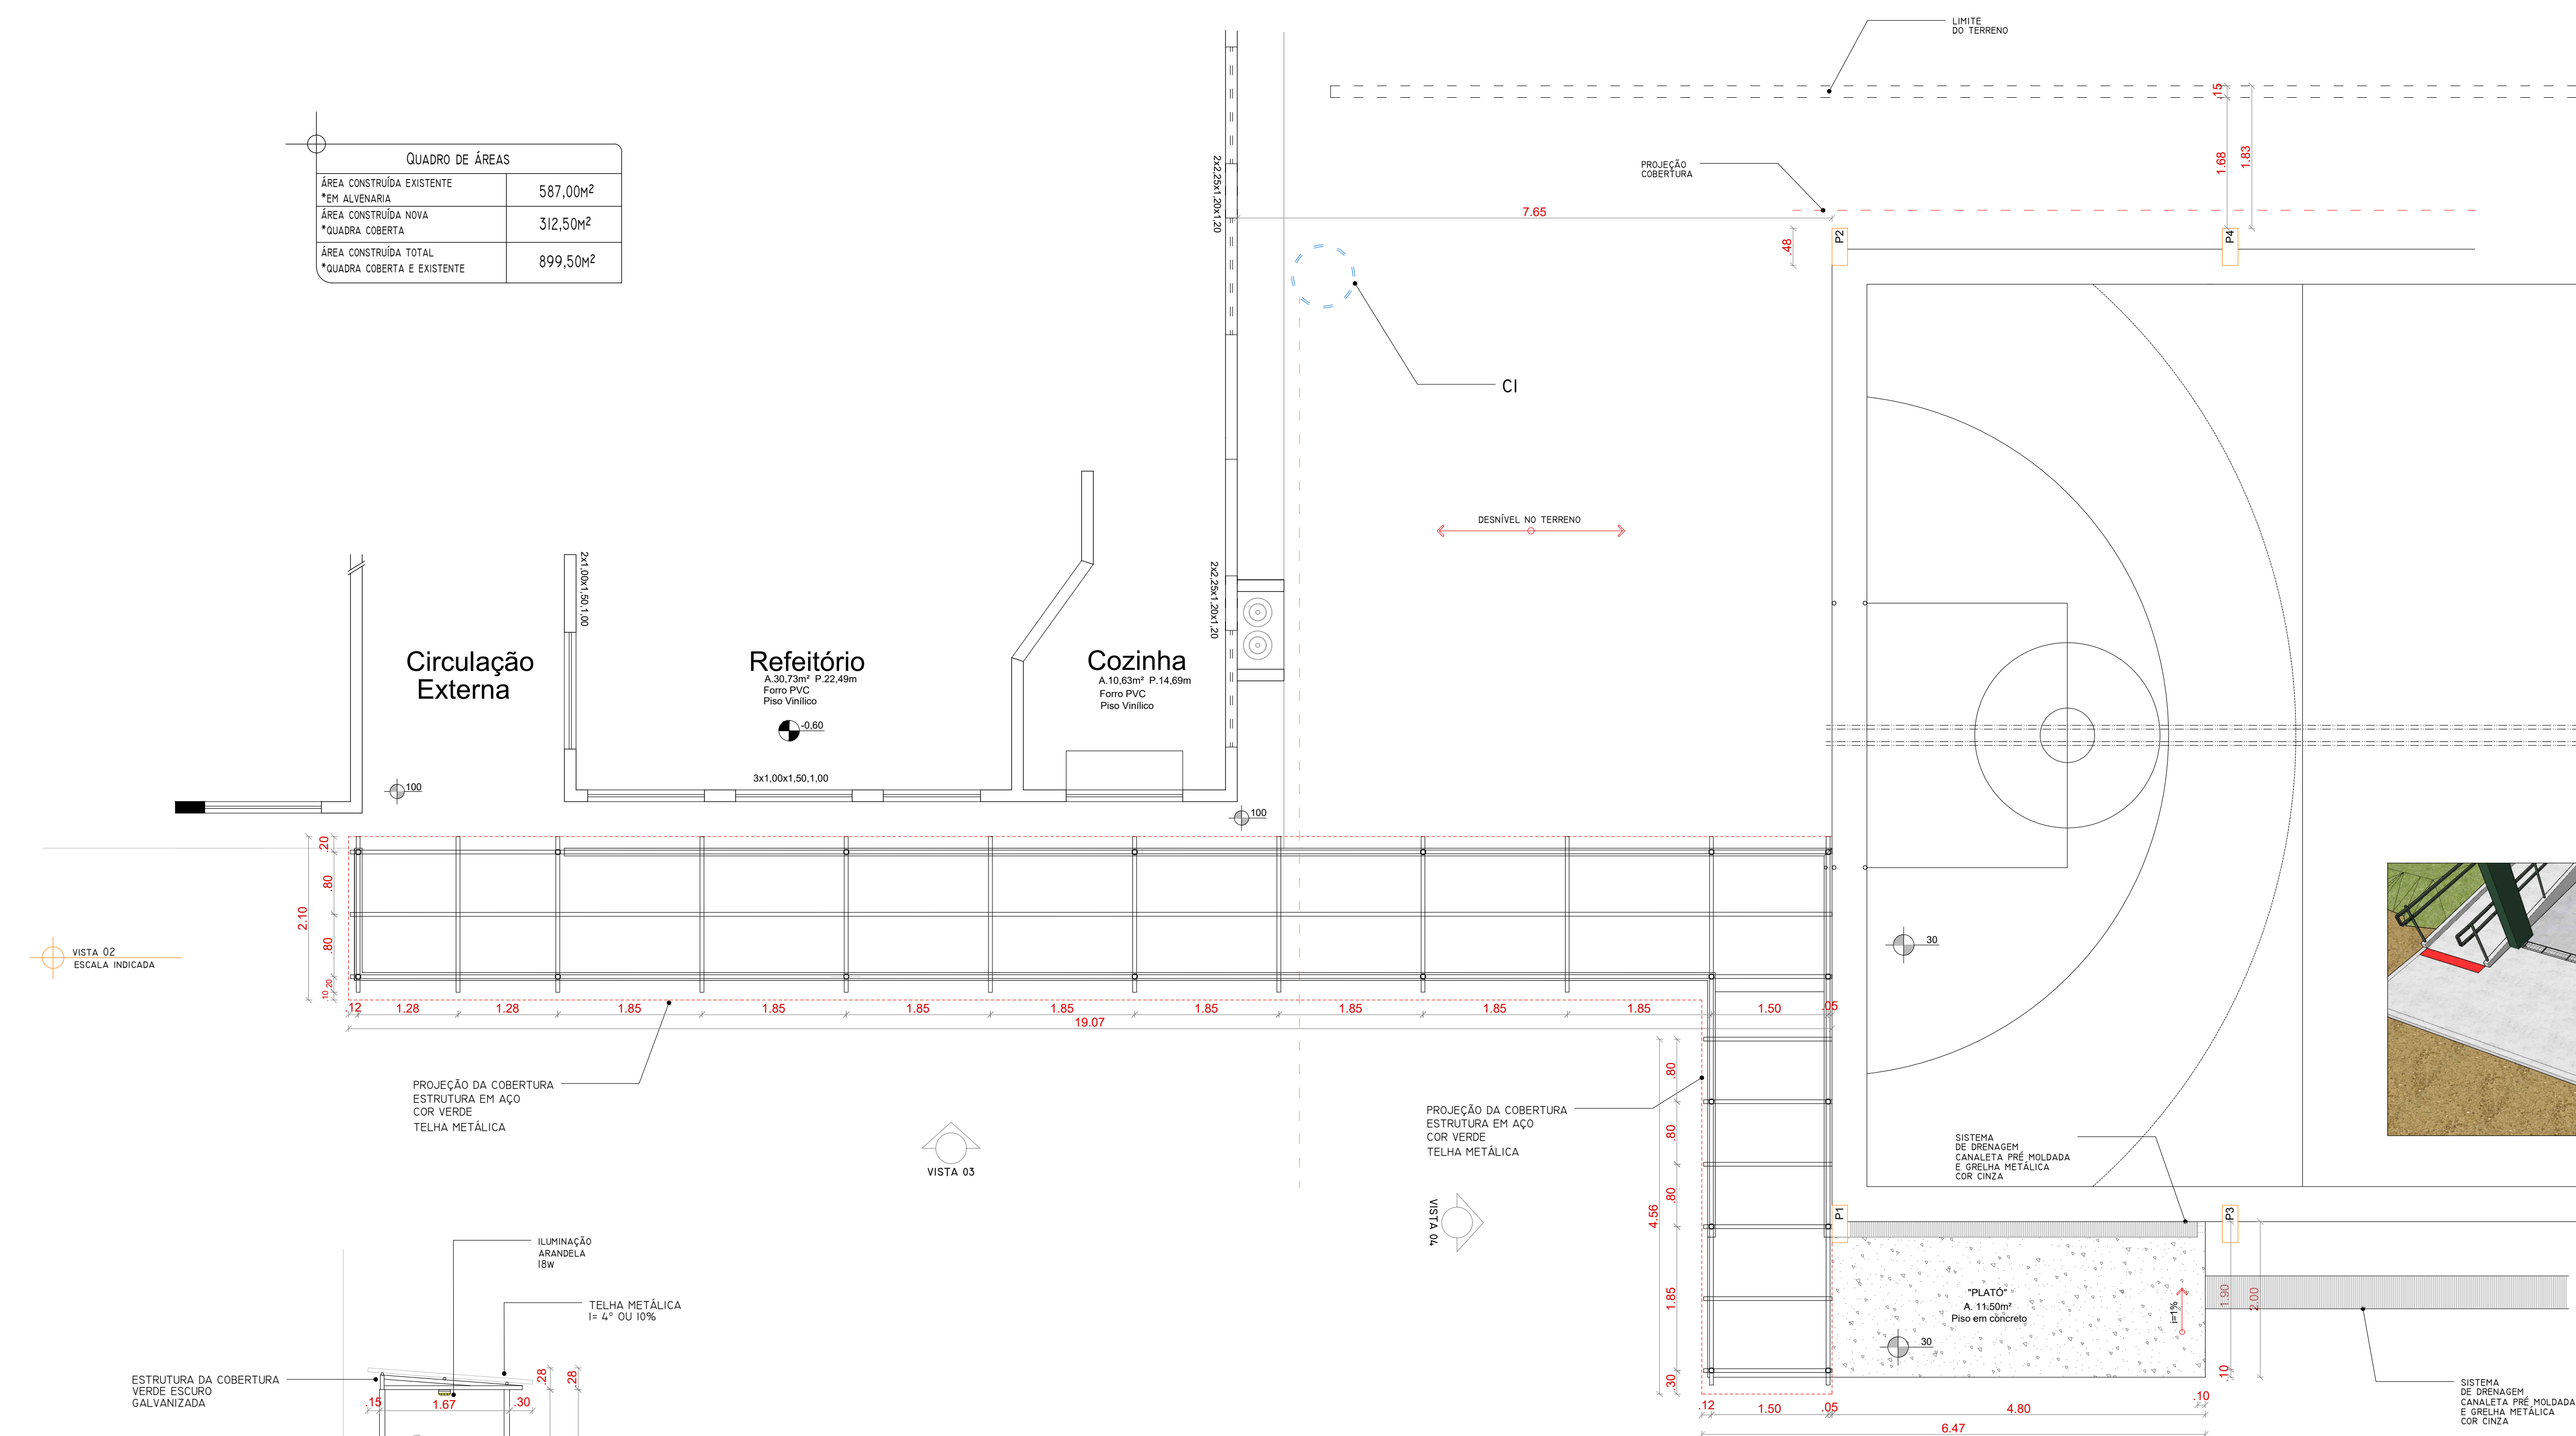 LIMITE
DO TERRENO
.15
1.68
1.83
PROJEÇÃO
COBERTURA
QUADRO DE ÁREAS
ÁREA CONSTRUÍDA EXISTENTE
*EM ALVENARIA
587,00M²
ÁREA CONSTRUÍDA NOVA
*QUADRA COBERTA
312,50M²
ÁREA CONSTRUÍDA TOTAL
*QUADRA COBERTA E EXISTENTE
899,50M²
2x2,25x1,20x1,20
7.65
.48
P2
P4
CI
DESNÍVEL NO TERRENO
2x1,00x1,50,1,00
2x2,25x1,20x1,20
Circulação
Externa
Refeitório
A.30,73m² P.22,49m
Forro PVC
Piso Vinílico
-0,60
3x1,00x1,50,1,00
Cozinha
A.10,63m² P.14,69m
Forro PVC
Piso Vinílico
100
100
.20
.80
2.10
.80
.20
.10
VISTA 02
ESCALA INDICADA
30
.12
1.28
1.28
1.85
1.85
1.85
1.85
1.85
1.85
1.85
1.85
1.50
.05
19.07
PROJEÇÃO DA COBERTURA
ESTRUTURA EM AÇO
COR VERDE
TELHA METÁLICA
VISTA 03
PROJEÇÃO DA COBERTURA
ESTRUTURA EM AÇO
COR VERDE
TELHA METÁLICA
VISTA 04
.80
.80
.80
4.56
1.85
.30
SISTEMA
DE DRENAGEM
CANALETA PRÉ MOLDADA
E GRELHA METÁLICA
COR CINZA
P1
P3
"PLATÔ"
A. 11,50m²
Piso em concreto
30
i=1%
1.90
2.00
.10
.10
.12
1.50
.05
4.80
6.47
SISTEMA
DE DRENAGEM
CANALETA PRÉ MOLDADA
E GRELHA METÁLICA
COR CINZA
ILUMINAÇÃO
ARANDELA
18W
TELHA METÁLICA
I= 4° OU 10%
ESTRUTURA DA COBERTURA
VERDE ESCURO
GALVANIZADA
.15
1.67
.30
.28
.28